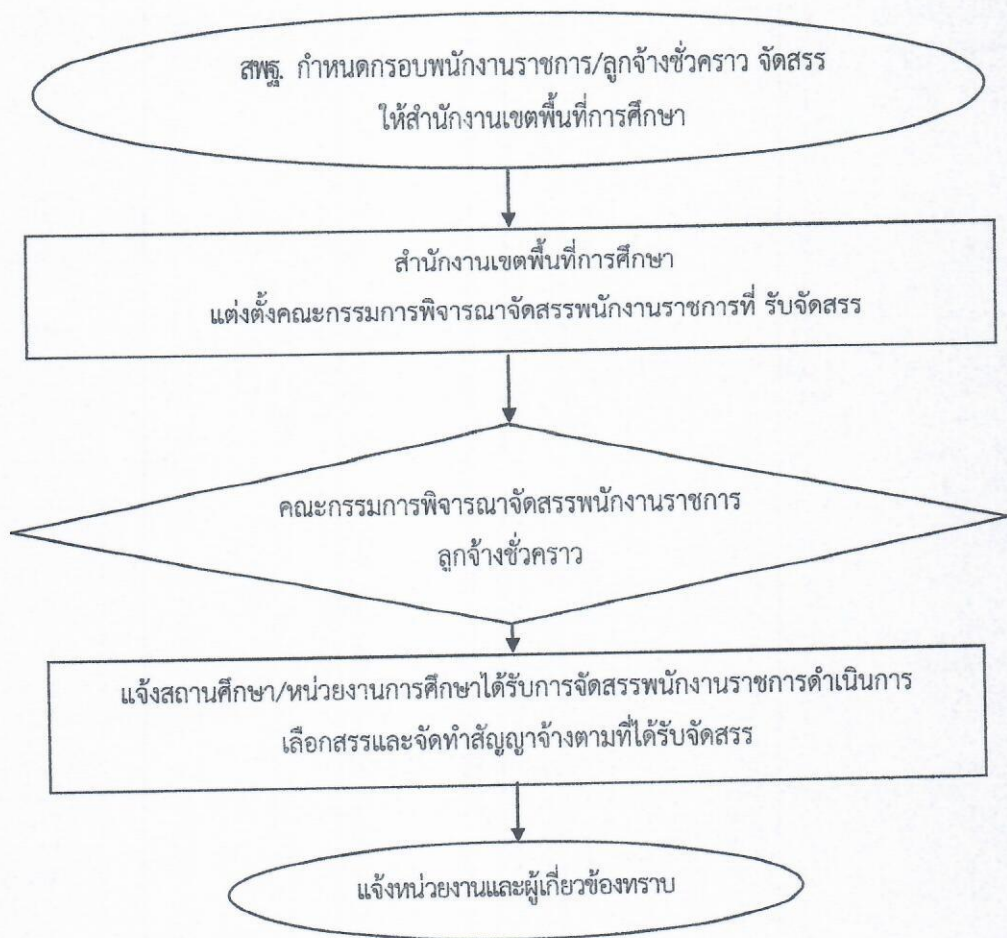 สพฐ. กำหนดกรอบพนักงานราชการ/ลูกจ้างชั่วคราว จัดสรร
ให้สำนักงานเขตพื้นที่การศึกษา
สำนักงานเขตพื้นที่การศึกษา
แต่งตั้งคณะกรรมการพิจารณาจัดสรรพนักงานราชการที่ รับจัดสรร
คณะกรรมการพิจารณาจัดสรรพนักงานราชการ
ลูกจ้างชั่วคราว
แจ้งสถานศึกษา/หน่วยงานการศึกษาได้รับการจัดสรรพนักงานราชการดำเนินการ
เลือกสรรและจัดทำสัญญาจ้างตามที่ได้รับจัดสรร
แจ้งหน่วยงานและผู้เกี่ยวข้องทราบ